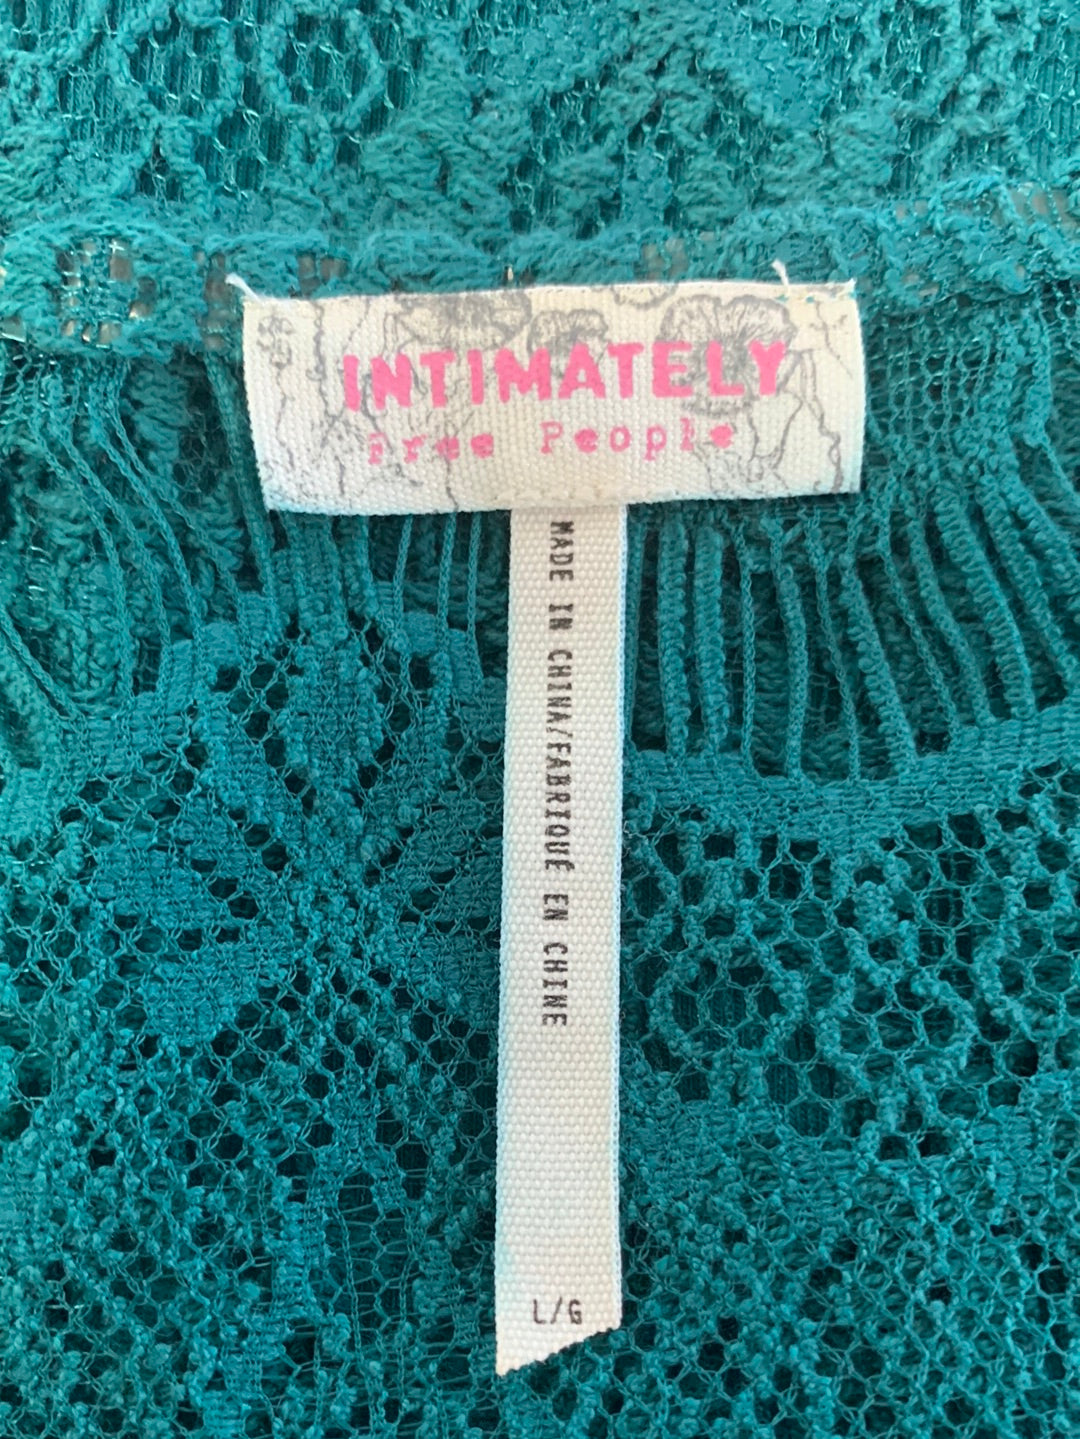 INTIMATELY
Free People
MADE IN CHINA/FABRIQUÉ EN CHINE
L/G